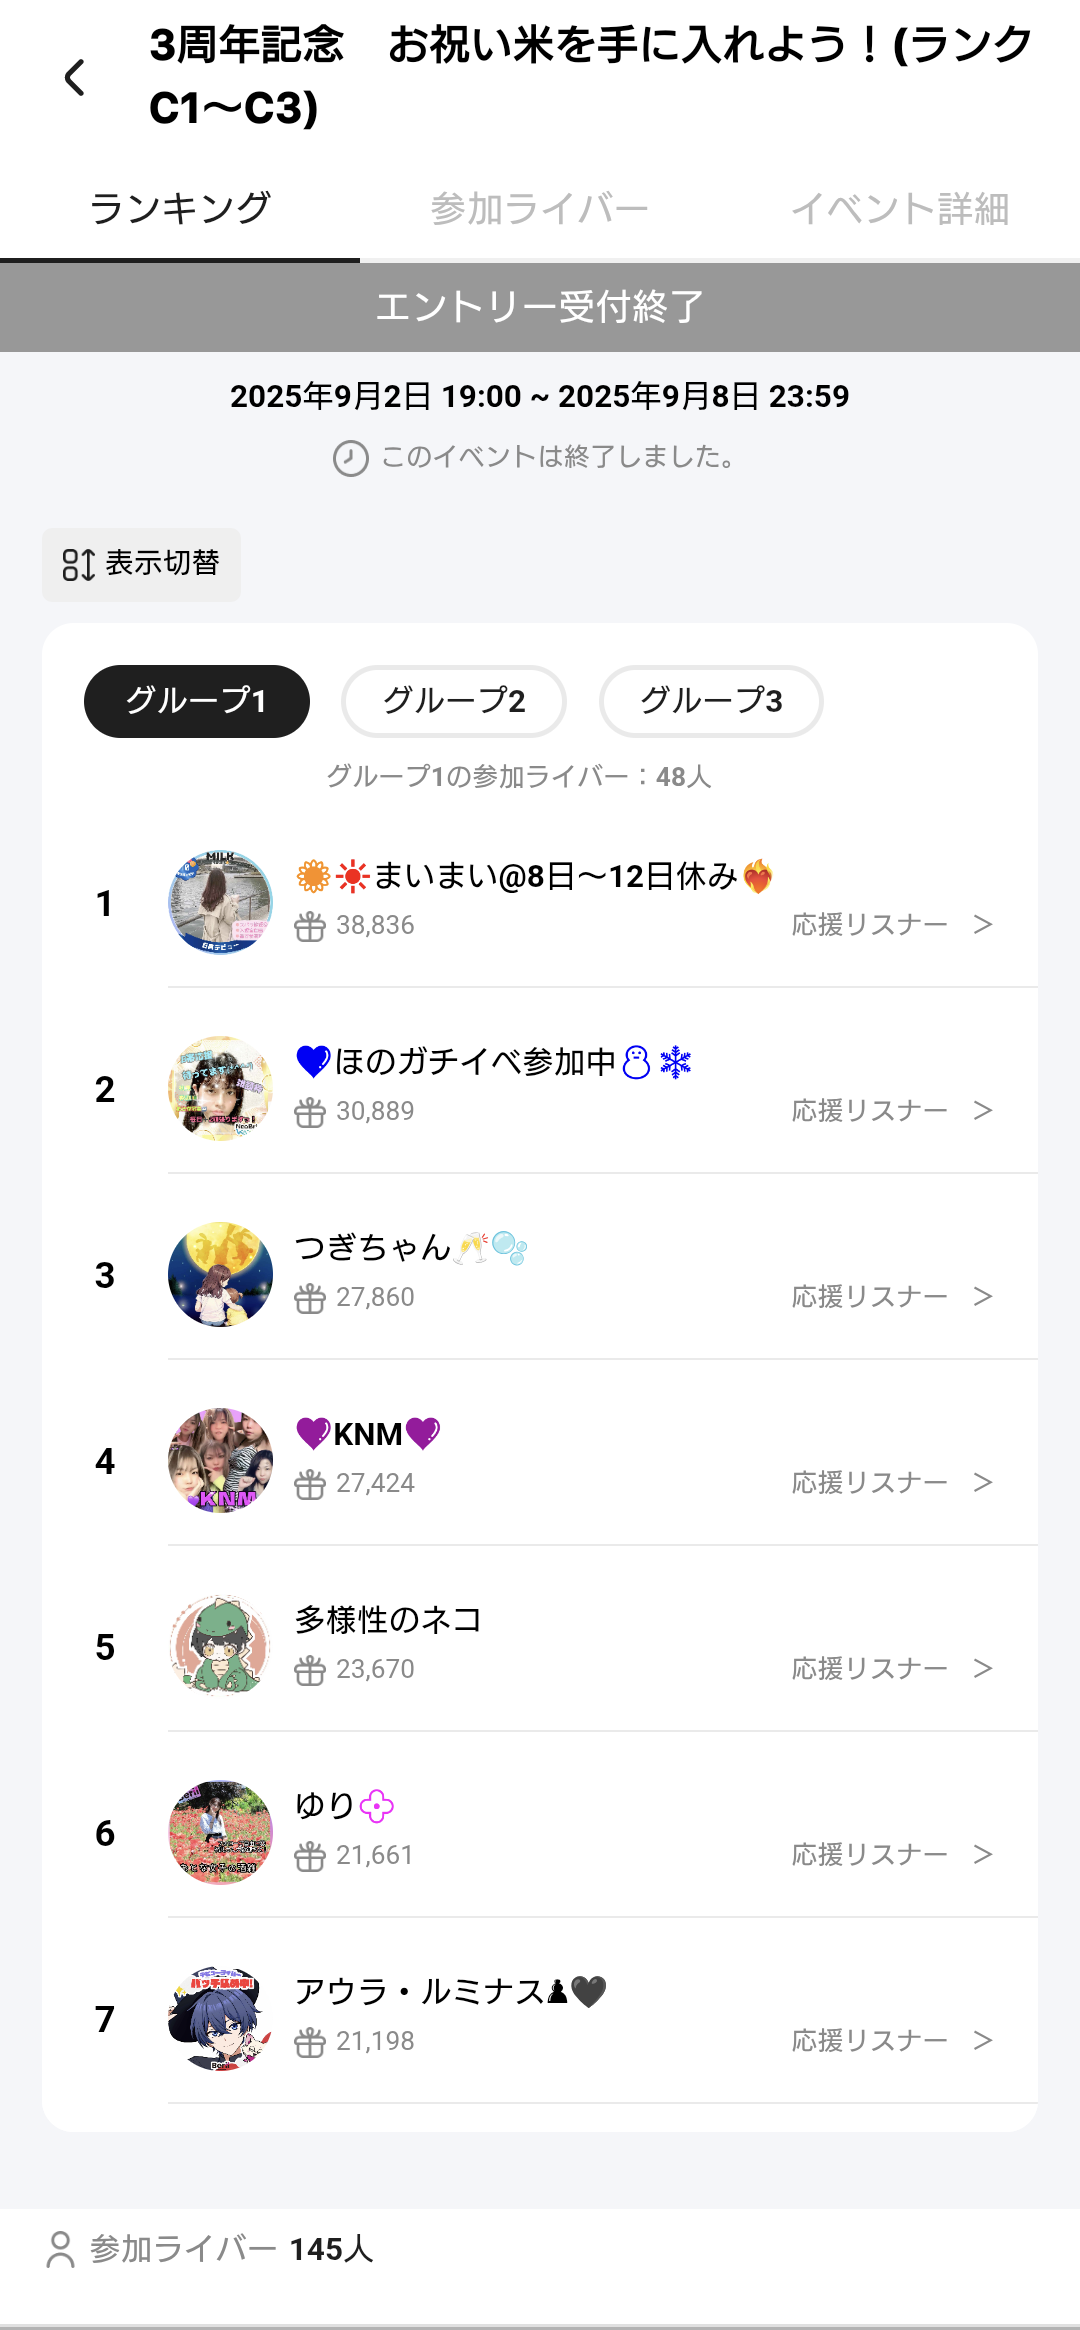 3周年記念　お祝い米を手に入れよう！(ランク
C1〜C3)
ランキング 参加ライバー イベント詳細
エントリー受付終了
2025年9月2日 19:00 ~ 2025年9月8日 23:59
このイベントは終了しました。
表示切替
グループ1 グループ2 グループ3
グループ1の参加ライバー：48人
1 🌼☀️まいまい@8日〜12日休み❤️‍🔥
38,836 応援リスナー >
2 💙ほのガチイベ参加中⛄❄️
30,889 応援リスナー >
3 つぎちゃん🥂🫧
27,860 応援リスナー >
4 💜KNM💜
27,424 応援リスナー >
KNM
5 多様性のネコ
23,670 応援リスナー >
6 ゆり
21,661 応援リスナー >
7 アウラ・ルミナス♟🖤
21,198 応援リスナー >
参加ライバー 145人